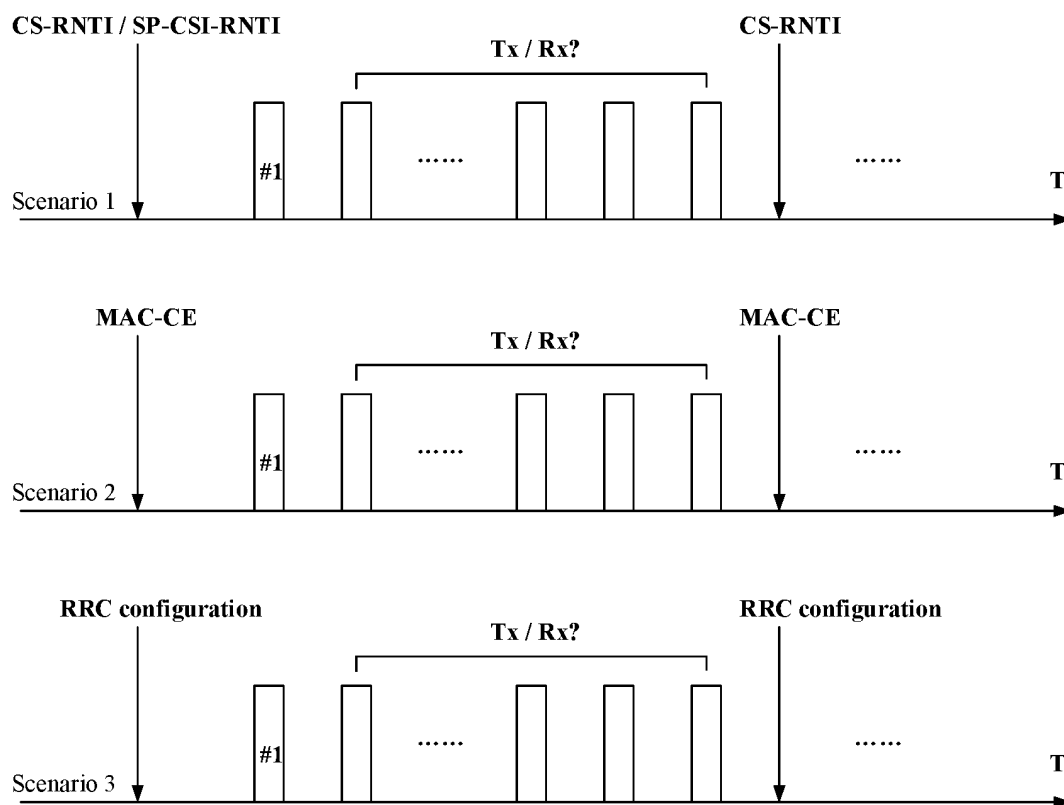 CS-RNTI / SP-CSI-RNTI
CS-RNTI
Tx / Rx?
#1
......
......
Scenario 1
T
MAC-CE
MAC-CE
Tx / Rx?
#1
......
......
Scenario 2
T
RRC configuration
RRC configuration
Tx / Rx?
#1
......
......
Scenario 3
T